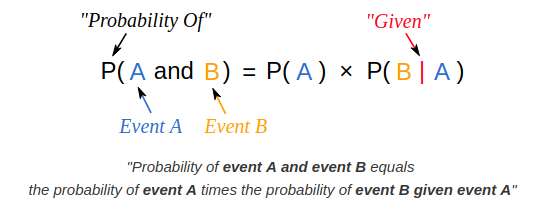 "Probability Of"
"Given"
P( A and B ) = P( A ) × P( B | A )
Event A
Event B
"Probability of event A and event B equals
the probability of event A times the probability of event B given event A"